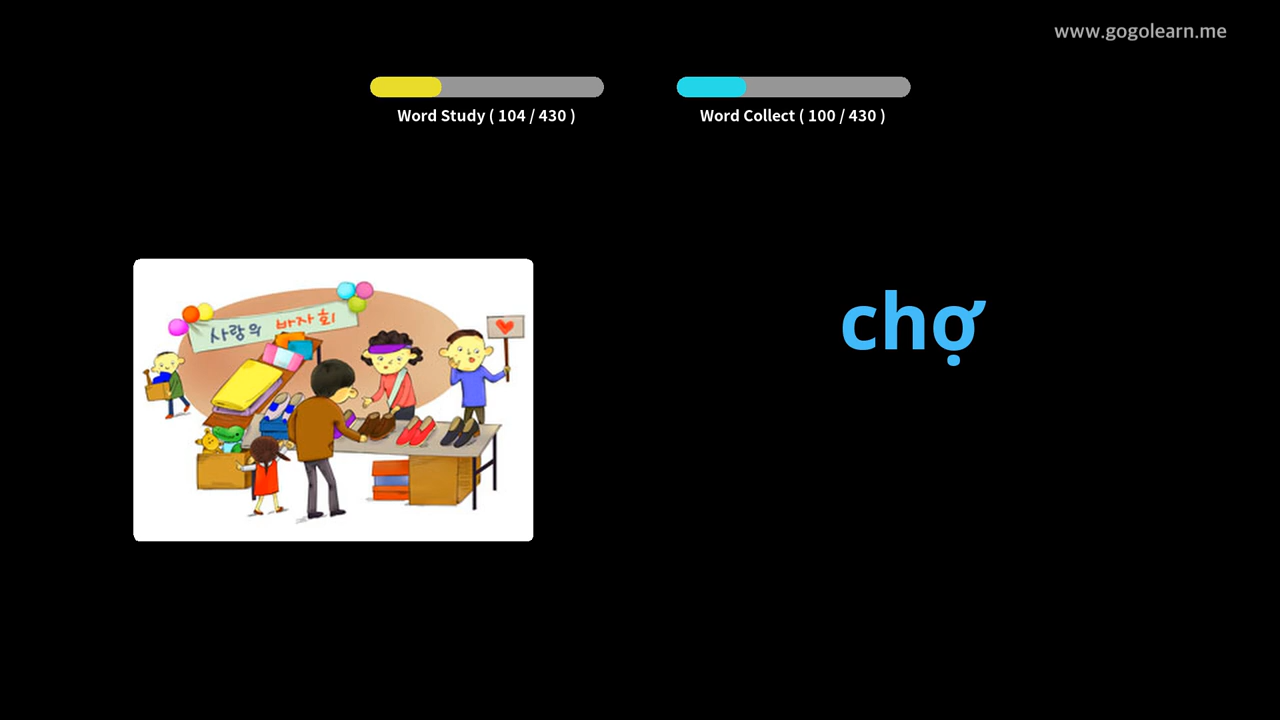 www.gogolearn.me
Word Study ( 104 / 430 )
Word Collect ( 100 / 430 )
사랑의 바자회
chợ